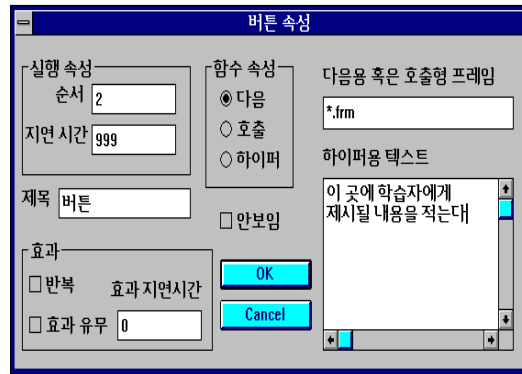 버튼 속성
실행 속성
순서 2
지연 시간 999
제목 버튼
효과
반복
효과 지연시간
효과 유무 0
함수 속성
다음
호출
하이퍼
안보임
OK
Cancel
다음용 혹은 호출형 프레임
*.frm
하이퍼용 텍스트
이 곳에 학습자에게
제시될 내용을 적는다